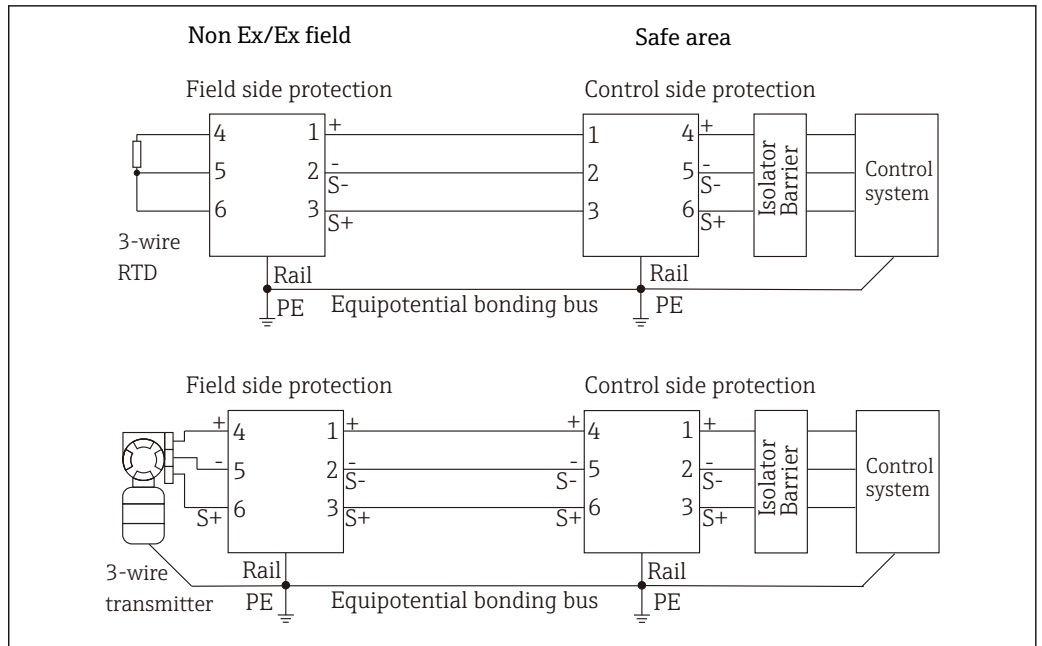 Non Ex/Ex field
Safe area
Field side protection
Control side protection
4
1
+
1
4
+
5
2
-
S-
2
5
-
S-
6
3
S+
3
6
S+
Isolator
Barrier
Control
system
3-wire
RTD
Rail
PE
Equipotential bonding bus
Rail
PE
Field side protection
Control side protection
+
4
1
+
+
4
1
+
-
5
2
-
S-
-
S-
5
2
-
S-
S+
6
3
S+
S+
6
3
S+
Isolator
Barrier
Control
system
3-wire
transmitter
Rail
PE
Equipotential bonding bus
Rail
PE